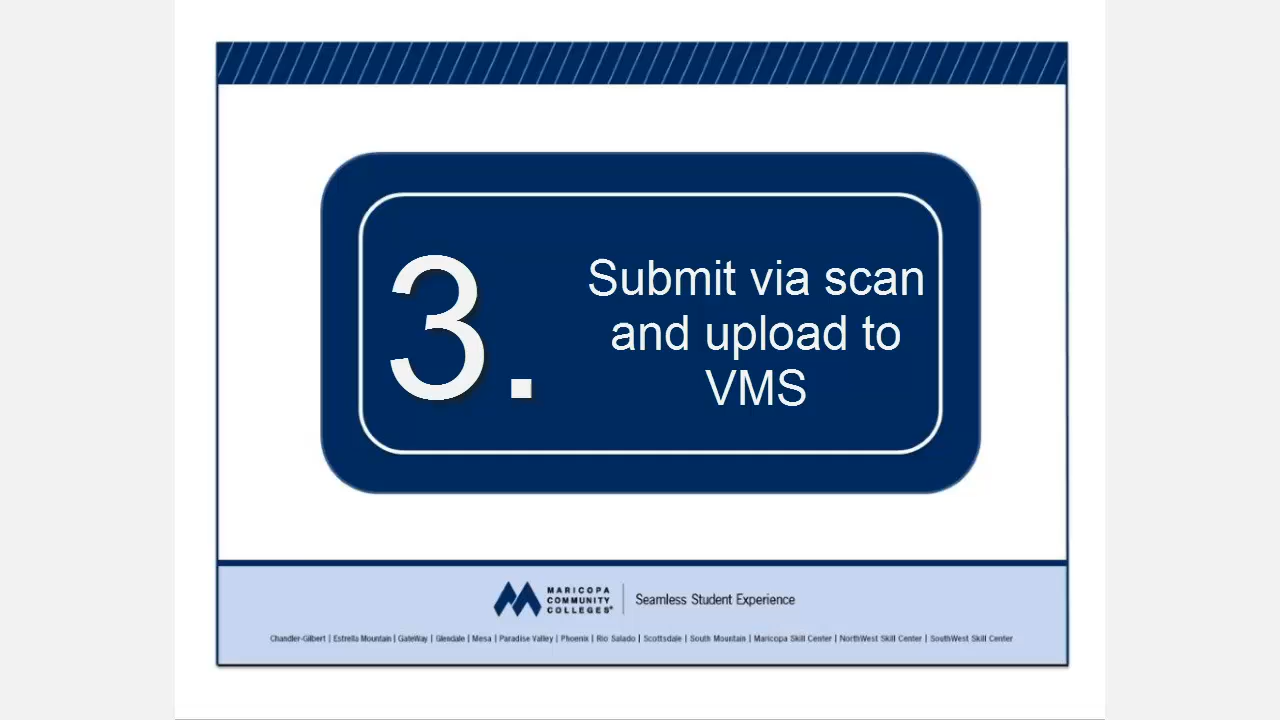 3.
Submit via scan
and upload to
VMS
MARICOPA
COMMUNITY
COLLEGES®
Seamless Student Experience
Chandler-Gilbert | Estrella Mountain | GateWay | Glendale | Mesa | Paradise Valley | Phoenix | Rio Salado | Scottsdale | South Mountain | Maricopa Skill Center | NorthWest Skill Center | SouthWest Skill Center